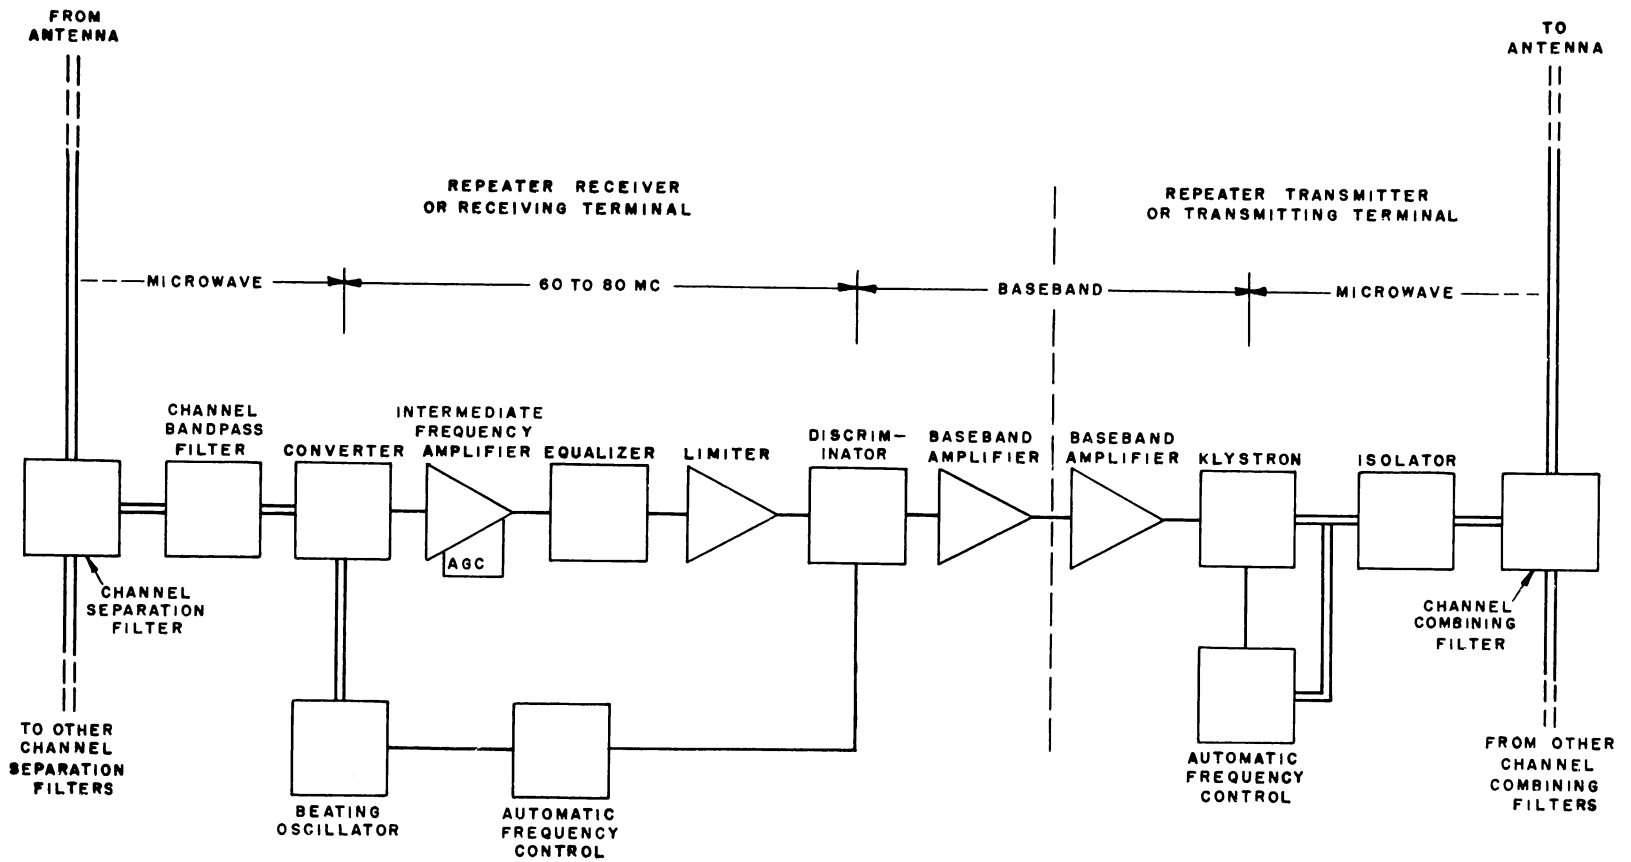 FROM
ANTENNA
TO
ANTENNA
REPEATER RECEIVER
OR RECEIVING TERMINAL
REPEATER TRANSMITTER
OR TRANSMITTING TERMINAL
MICROWAVE
60 TO 80 MC
BASEBAND
MICROWAVE
CHANNEL
BANDPASS
FILTER
CONVERTER
INTERMEDIATE
FREQUENCY
AMPLIFIER
EQUALIZER
LIMITER
DISCRIM-
INATOR
BASEBAND
AMPLIFIER
BASEBAND
AMPLIFIER
KLYSTRON
ISOLATOR
AGC
CHANNEL
SEPARATION
FILTER
CHANNEL
COMBINING
FILTER
TO OTHER
CHANNEL
SEPARATION
FILTERS
BEATING
OSCILLATOR
AUTOMATIC
FREQUENCY
CONTROL
AUTOMATIC
FREQUENCY
CONTROL
FROM OTHER
CHANNEL
COMBINING
FILTERS